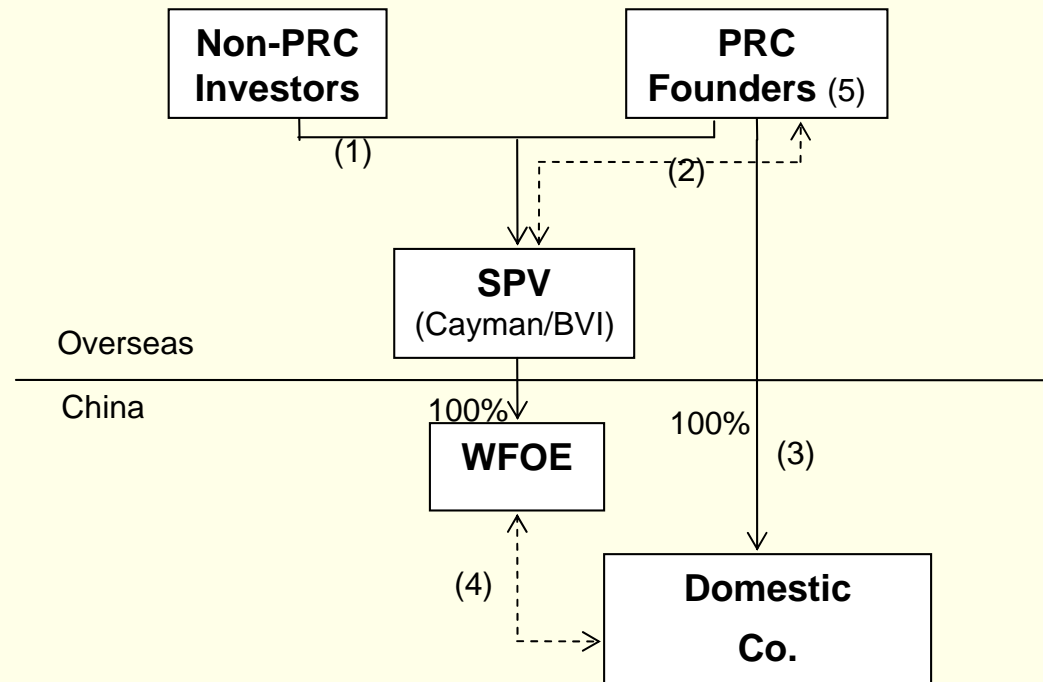 Non-PRC
Investors
PRC
Founders (5)
(1)
(2)
SPV
(Cayman/BVI)
Overseas
China
100%
100%
WFOE
(3)
(4)
Domestic
Co.